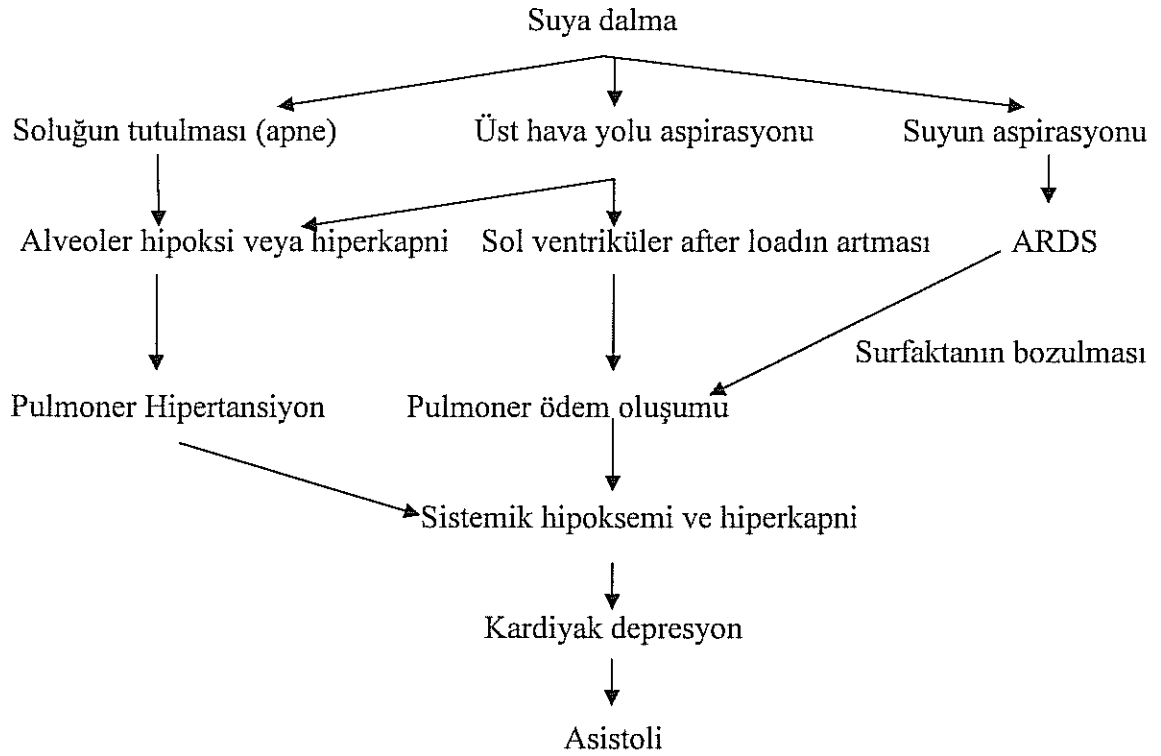 Suya dalma
Soluğun tutulması (apne)
Üst hava yolu aspirasyonu
Suyun aspirasyonu
Alveoler hipoksi veya hiperkapni
Sol ventriküler after loadın artması
ARDS
Surfaktanın bozulması
Pulmoner Hipertansiyon
Pulmoner ödem oluşumu
Sistemik hipoksemi ve hiperkapni
Kardiyak depresyon
Asistoli